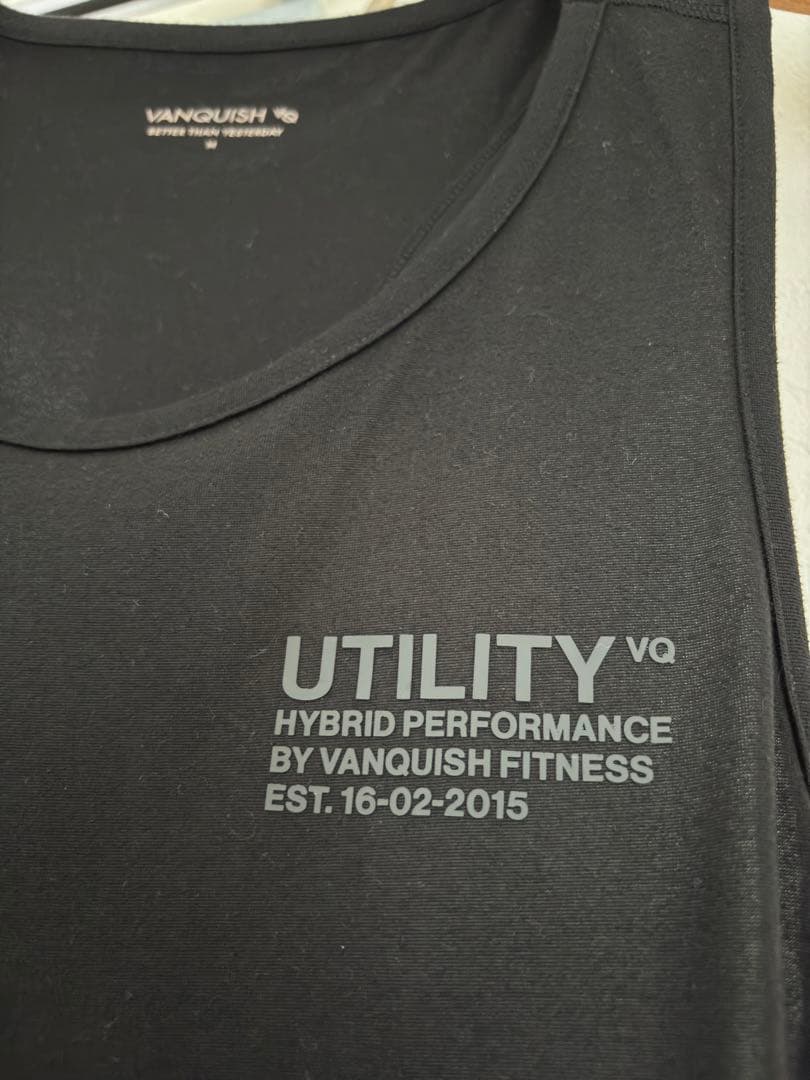 VANQUISH VQ
BETTER THAN YESTERDAY
M
UTILITY VQ
HYBRID PERFORMANCE
BY VANQUISH FITNESS
EST. 16-02-2015